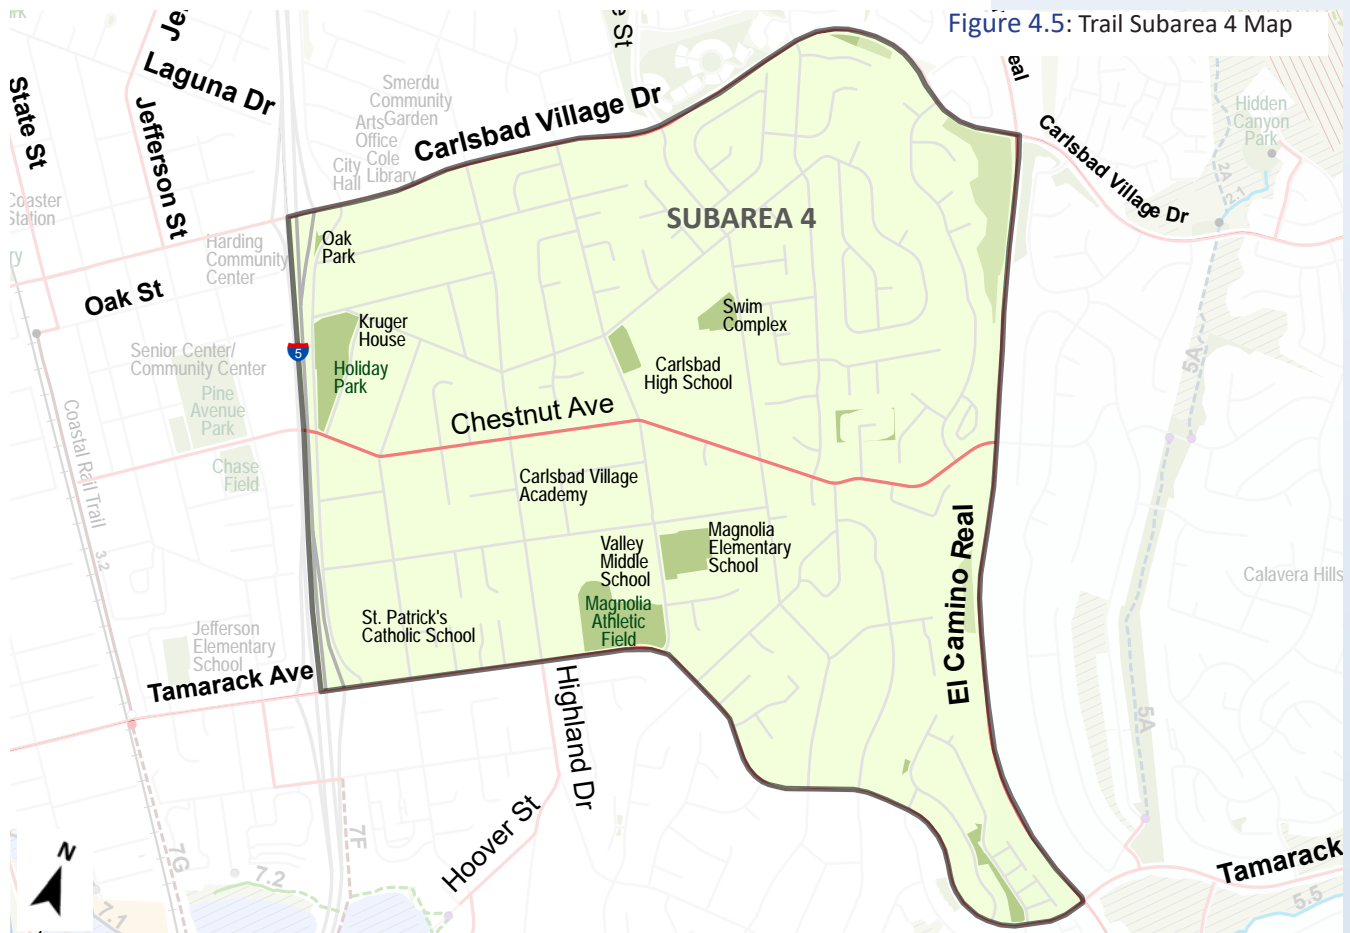 Figure 4.5: Trail Subarea 4 Map
Laguna Dr
State St
Jefferson St
Smerdu
Community
Garden
Arts
Office
Cole
Library
City
Hall
Carlsbad Village Dr
eal
Hidden
Canyon
Park
Carlsbad Village Dr
2A
2.1
Coaster
Station
SUBAREA 4
Oak
Park
Harding
Community
Center
Oak St
Kruger
House
Swim
Complex
5
Senior Center/
Community Center
Holiday
Park
Carlsbad
High School
5A
Pine
Avenue
Park
Chestnut Ave
Chase
Field
Coastal Rail Trail
3.2
Carlsbad Village
Academy
El Camino Real
Magnolia
Elementary
School
Valley
Middle
School
Calavera Hills
Magnolia
Athletic
Field
St. Patrick's
Catholic School
Jefferson
Elementary
School
Tamarack Ave
Highland Dr
5A
Hoover St
7F
7G
7.2
7.1
N
Tamarack
5.5